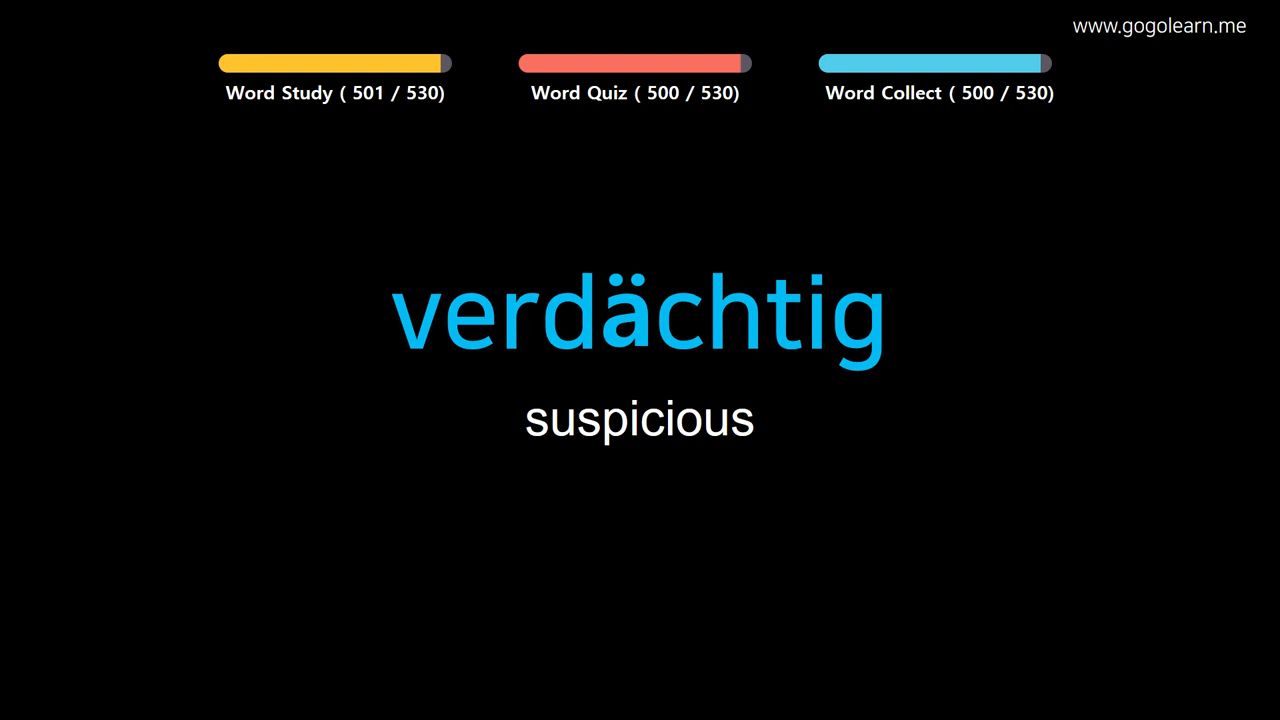 www.gogolearn.me
Word Study ( 501 / 530)
Word Quiz ( 500 / 530)
Word Collect ( 500 / 530)
verdächtig
suspicious